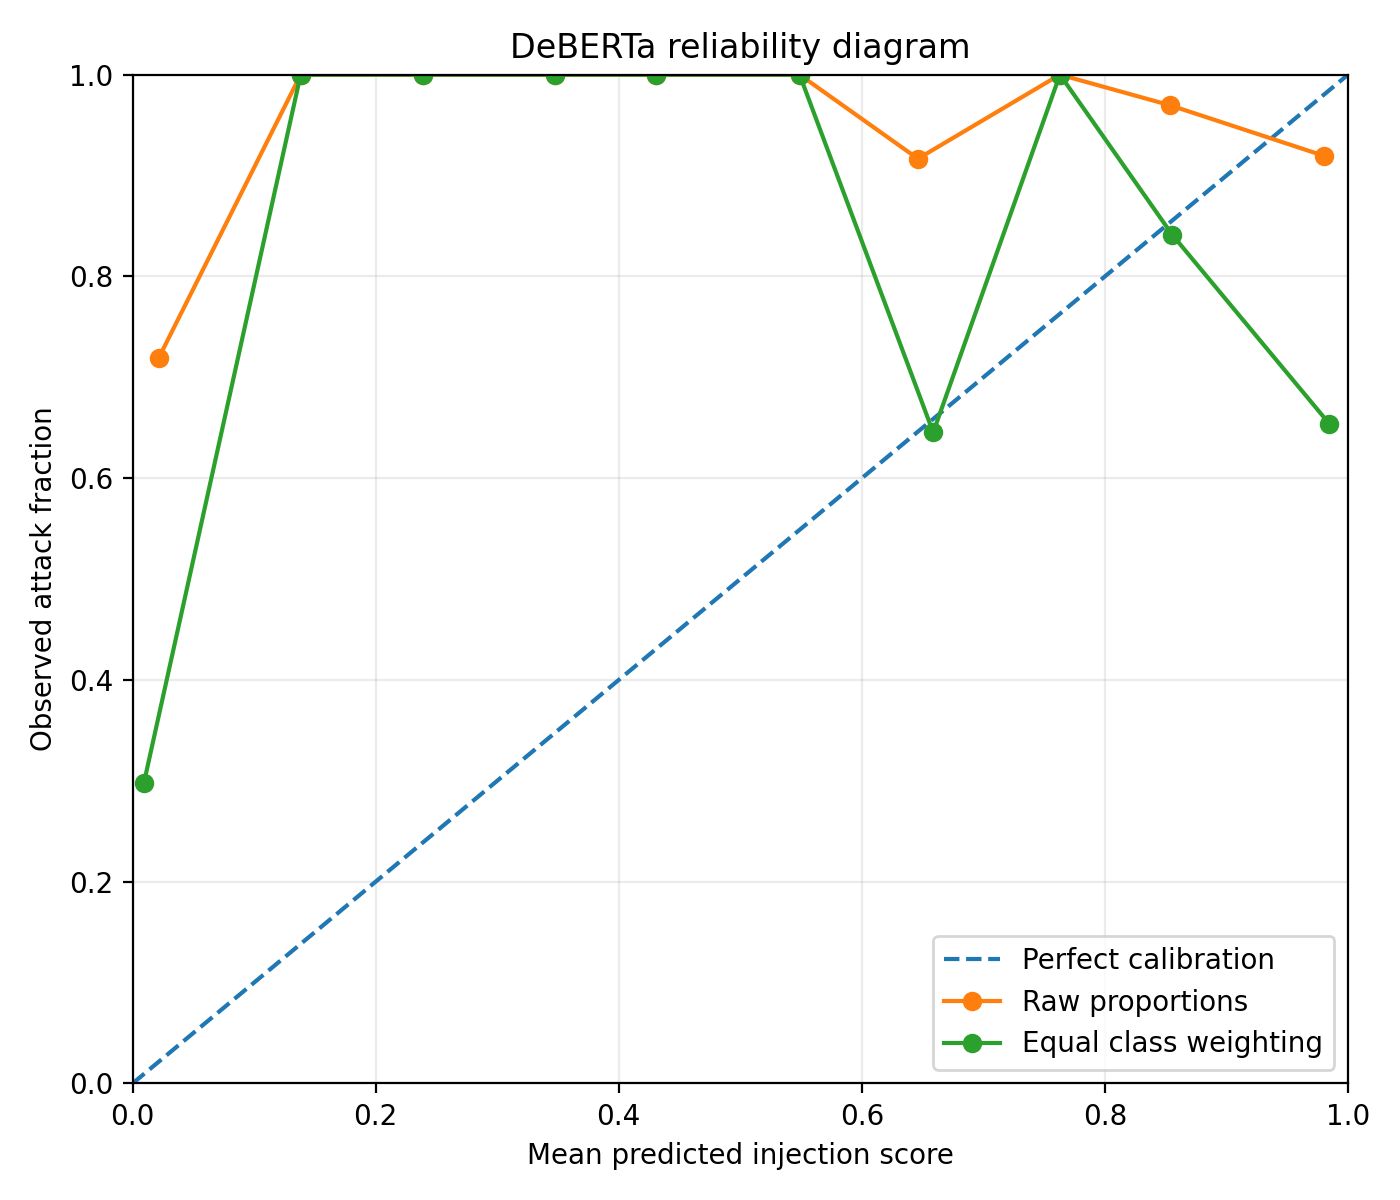 DeBERTa reliability diagram
1.0
0.8
0.6
0.4
0.2
0.0
Observed attack fraction
0.0 0.2 0.4 0.6 0.8 1.0
Mean predicted injection score
Perfect calibration
Raw proportions
Equal class weighting